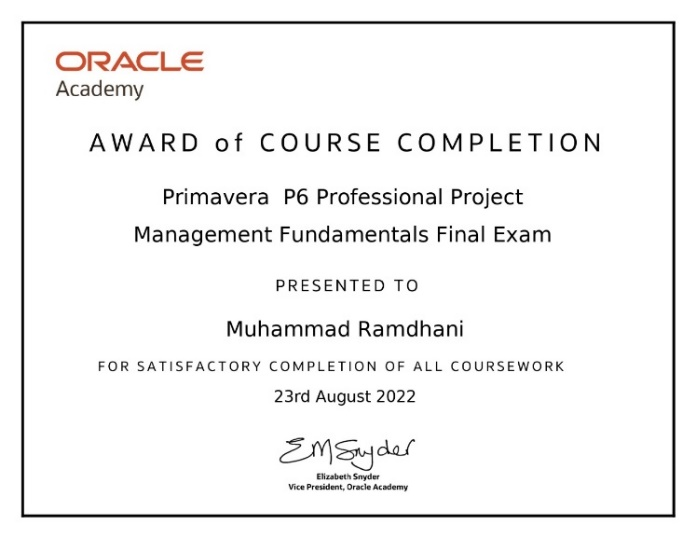 ORACLE
Academy
AWARD of COURSE COMPLETION
Primavera  P6 Professional Project
Management Fundamentals Final Exam
PRESENTED TO
Muhammad Ramdhani
FOR SATISFACTORY COMPLETION OF ALL COURSEWORK
23rd August 2022
EMSnyder
Elizabeth Snyder
Vice President, Oracle Academy